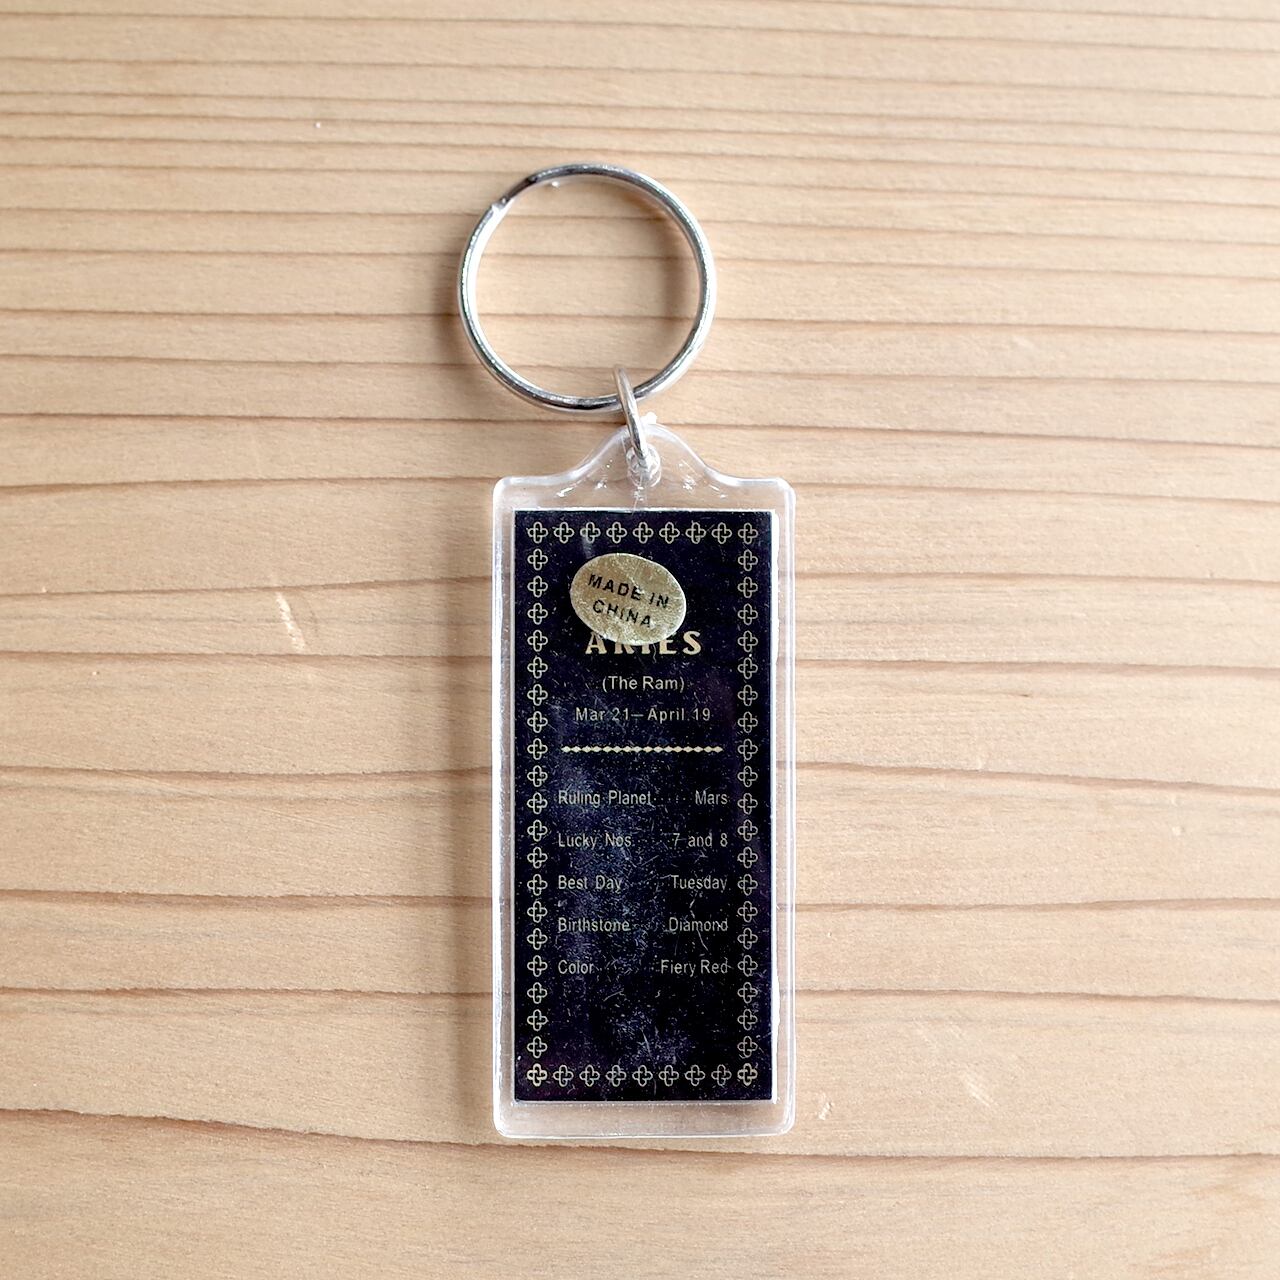 MADE IN
CHINA
ARIES
(The Ram)
Mar 21—April 19
Ruling Planet ···· Mars
Lucky Nos. ···· 7 and 8
Best Day ···· Tuesday
Birthstone ···· Diamond
Color ···· Fiery Red